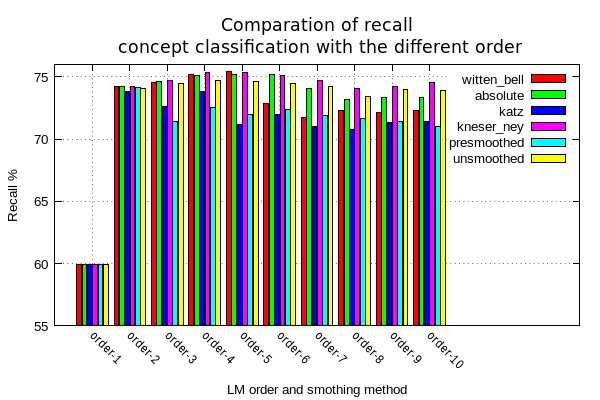 Comparation of recall
concept classification with the different order
75
70
65
60
55
Recall %
witten_bell
absolute
katz
kneser_ney
presmoothed
unsmoothed
order-1
order-2
order-3
order-4
order-5
order-6
order-7
order-8
order-9
order-10
LM order and smothing method